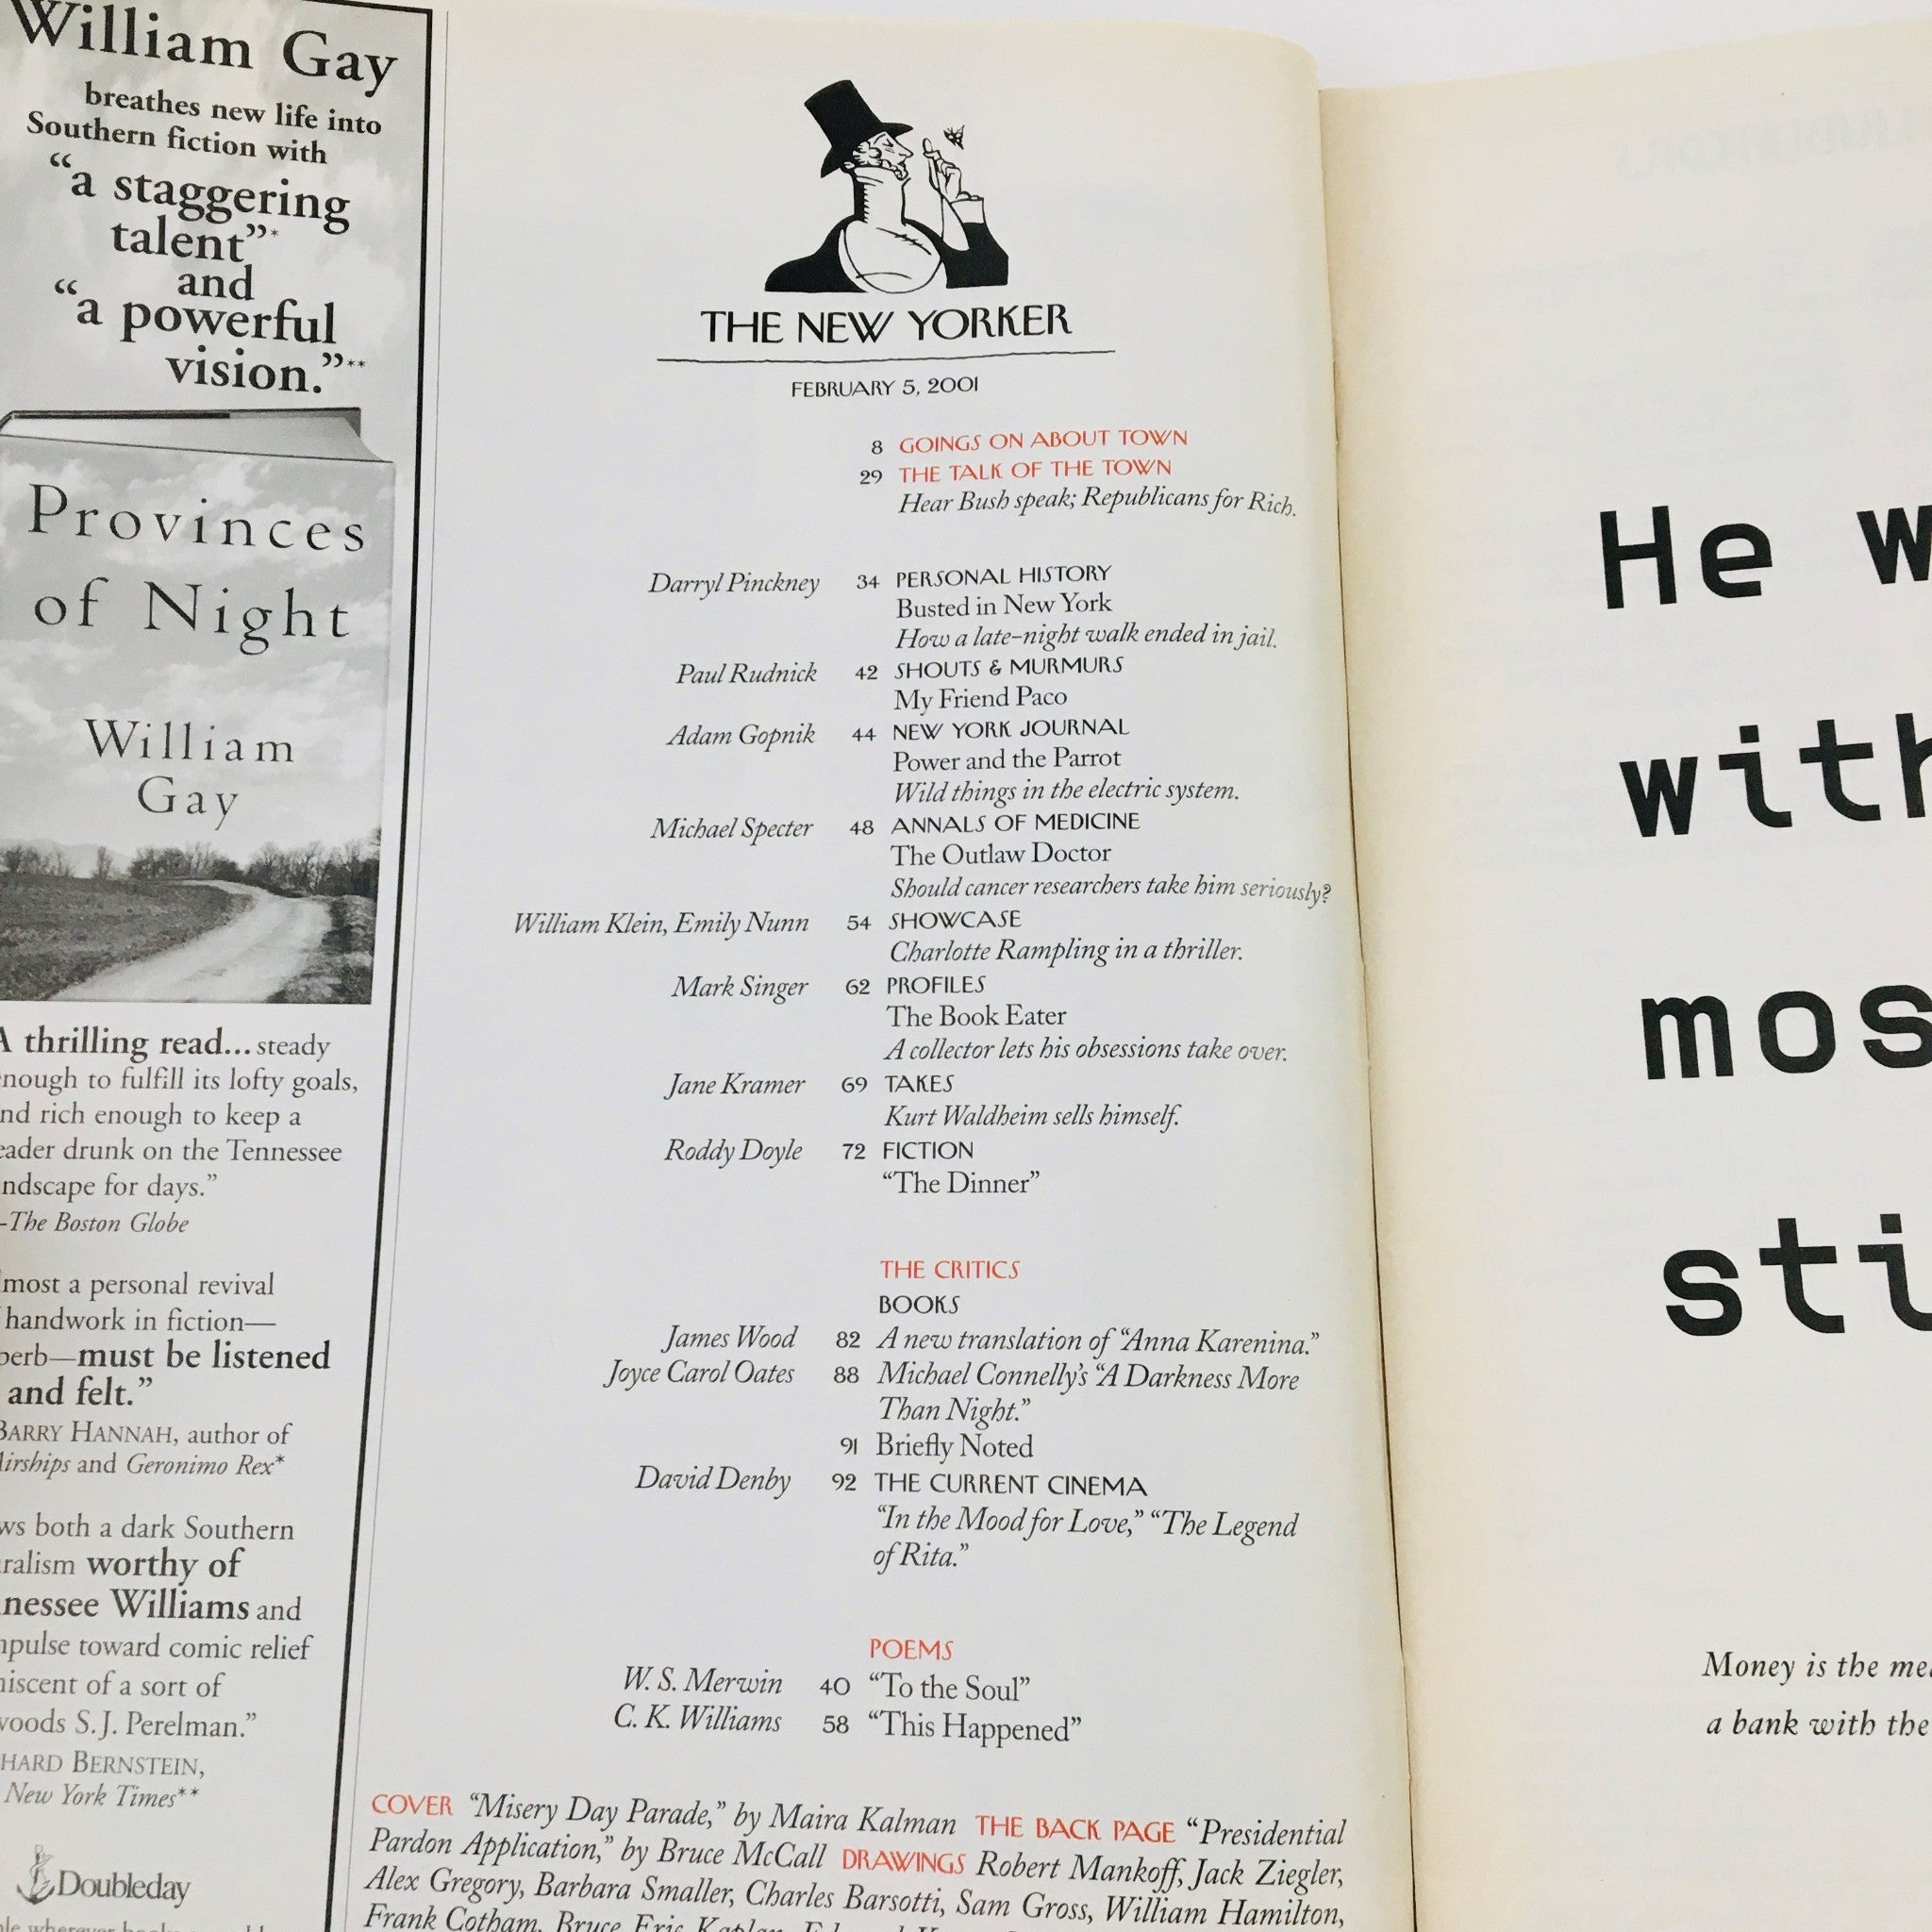 William Gay
breathes new life into
Southern fiction with
“a staggering
talent”*
and
“a powerful
vision.”**
Provinces
of Night
William
Gay
A thrilling read... steady
enough to fulfill its lofty goals,
and rich enough to keep a
reader drunk on the Tennessee
landscape for days.”
–The Boston Globe
most a personal revival
handwork in fiction—
—must be listened
and felt.”
BARRY HANNAH, author of
Airships and Geronimo Rex*
both a dark Southern
worthy of
Williams and
impulse toward comic relief
of a sort of
S. J. Perelman.”
BERNSTEIN,
New York Times**
Doubleday
THE NEW YORKER
FEBRUARY 5, 2001
8 GOINGS ON ABOUT TOWN
29 THE TALK OF THE TOWN
Hear Bush speak; Republicans for Rich.
Darryl Pinckney 34 PERSONAL HISTORY
Busted in New York
How a late-night walk ended in jail.
Paul Rudnick 42 SHOUTS & MURMURS
My Friend Paco
Adam Gopnik 44 NEW YORK JOURNAL
Power and the Parrot
Wild things in the electric system.
Michael Specter 48 ANNALS OF MEDICINE
The Outlaw Doctor
Should cancer researchers take him seriously?
William Klein, Emily Nunn 54 SHOWCASE
Charlotte Rampling in a thriller.
Mark Singer 62 PROFILES
The Book Eater
A collector lets his obsessions take over.
Jane Kramer 69 TAKES
Kurt Waldheim sells himself.
Roddy Doyle 72 FICTION
“The Dinner”
THE CRITICS
BOOKS
James Wood 82 A new translation of “Anna Karenina.”
Joyce Carol Oates 88 Michael Connelly’s “A Darkness More
Than Night.”
91 Briefly Noted
David Denby 92 THE CURRENT CINEMA
“In the Mood for Love,” “The Legend
of Rita.”
POEMS
W. S. Merwin 40 “To the Soul”
C. K. Williams 58 “This Happened”
COVER “Misery Day Parade,” by Maira Kalman THE BACK PAGE “Presidential
Pardon Application,” by Bruce McCall DRAWINGS Robert Mankoff, Jack Ziegler,
Alex Gregory, Barbara Smaller, Charles Barsotti, Sam Gross, William Hamilton,
Frank Cotham, Bruce Eric Kaplan,
He w
with
mos
sti
Money is the
a bank with the